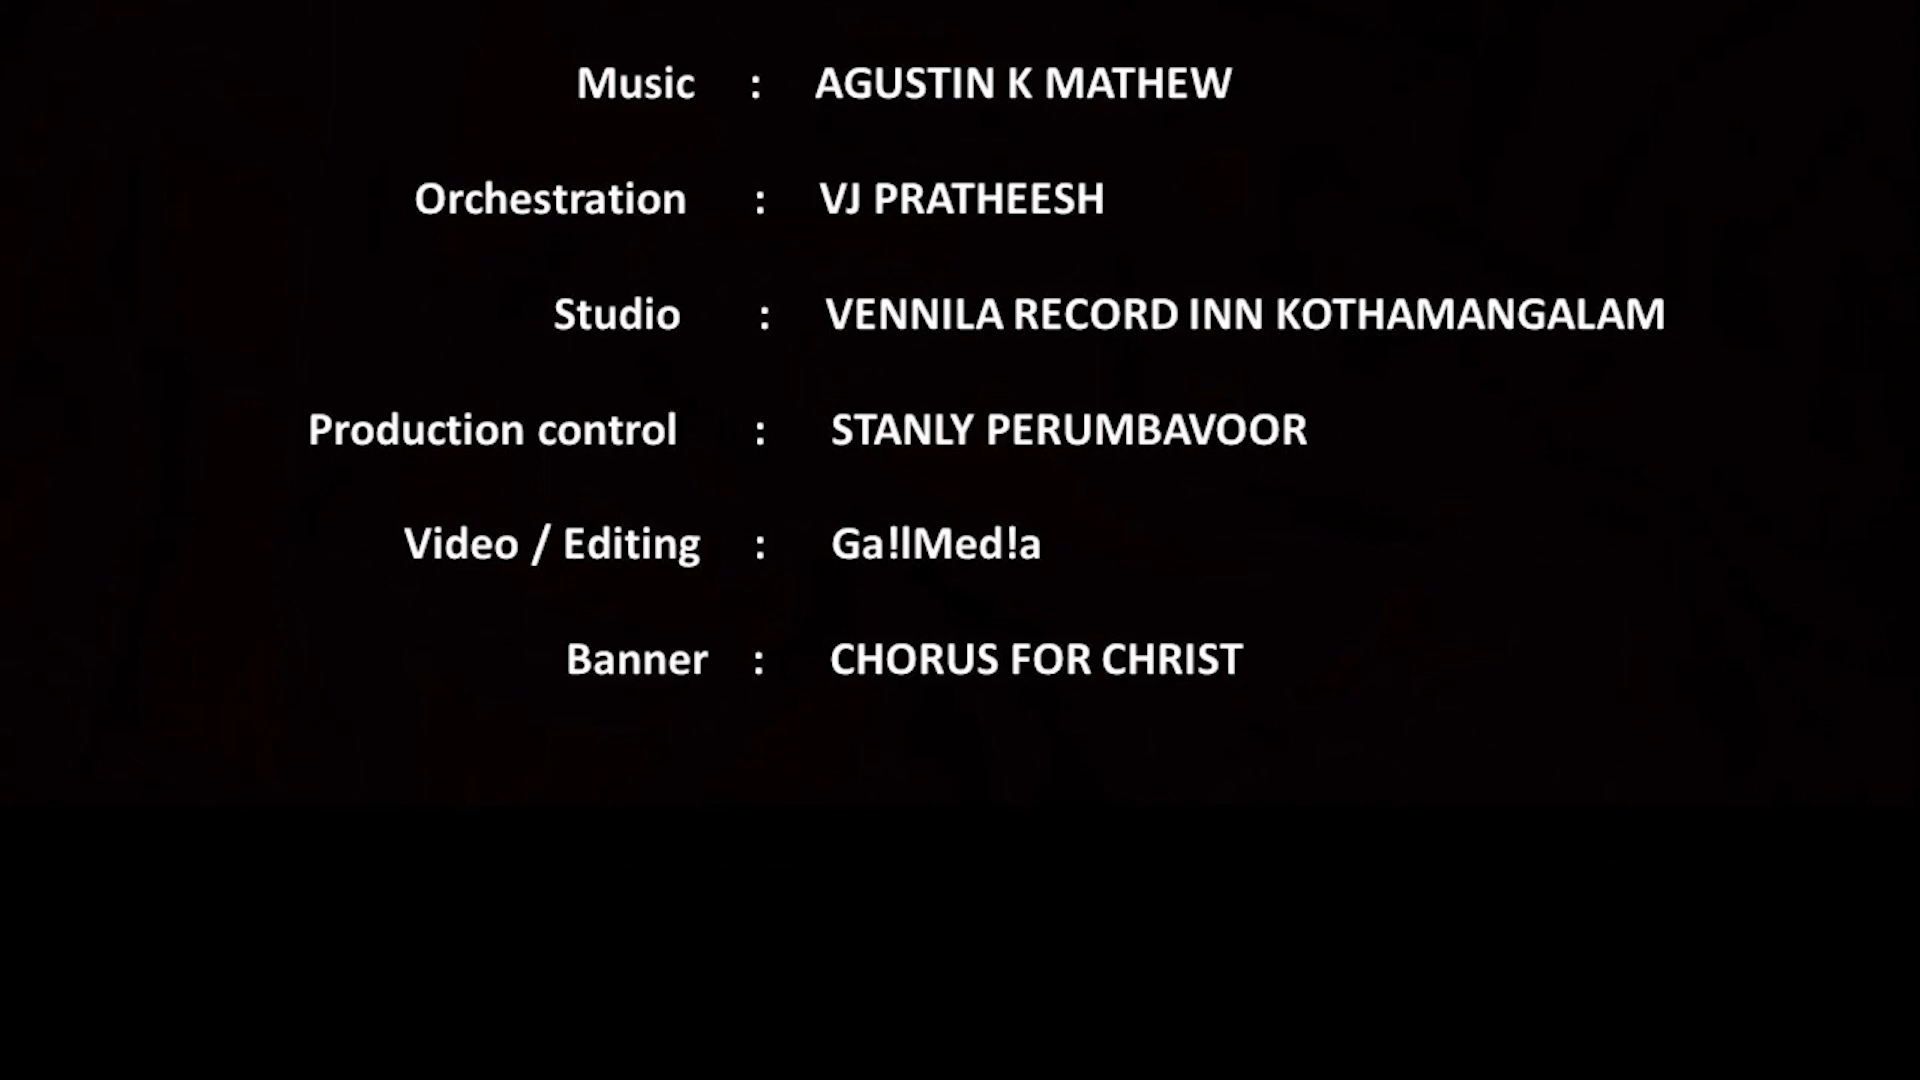 Music : AGUSTIN K MATHEW
Orchestration : VJ PRATHEESH
Studio : VENNILA RECORD INN KOTHAMANGALAM
Production control : STANLY PERUMBAVOOR
Video / Editing : Ga!lMed!a
Banner : CHORUS FOR CHRIST